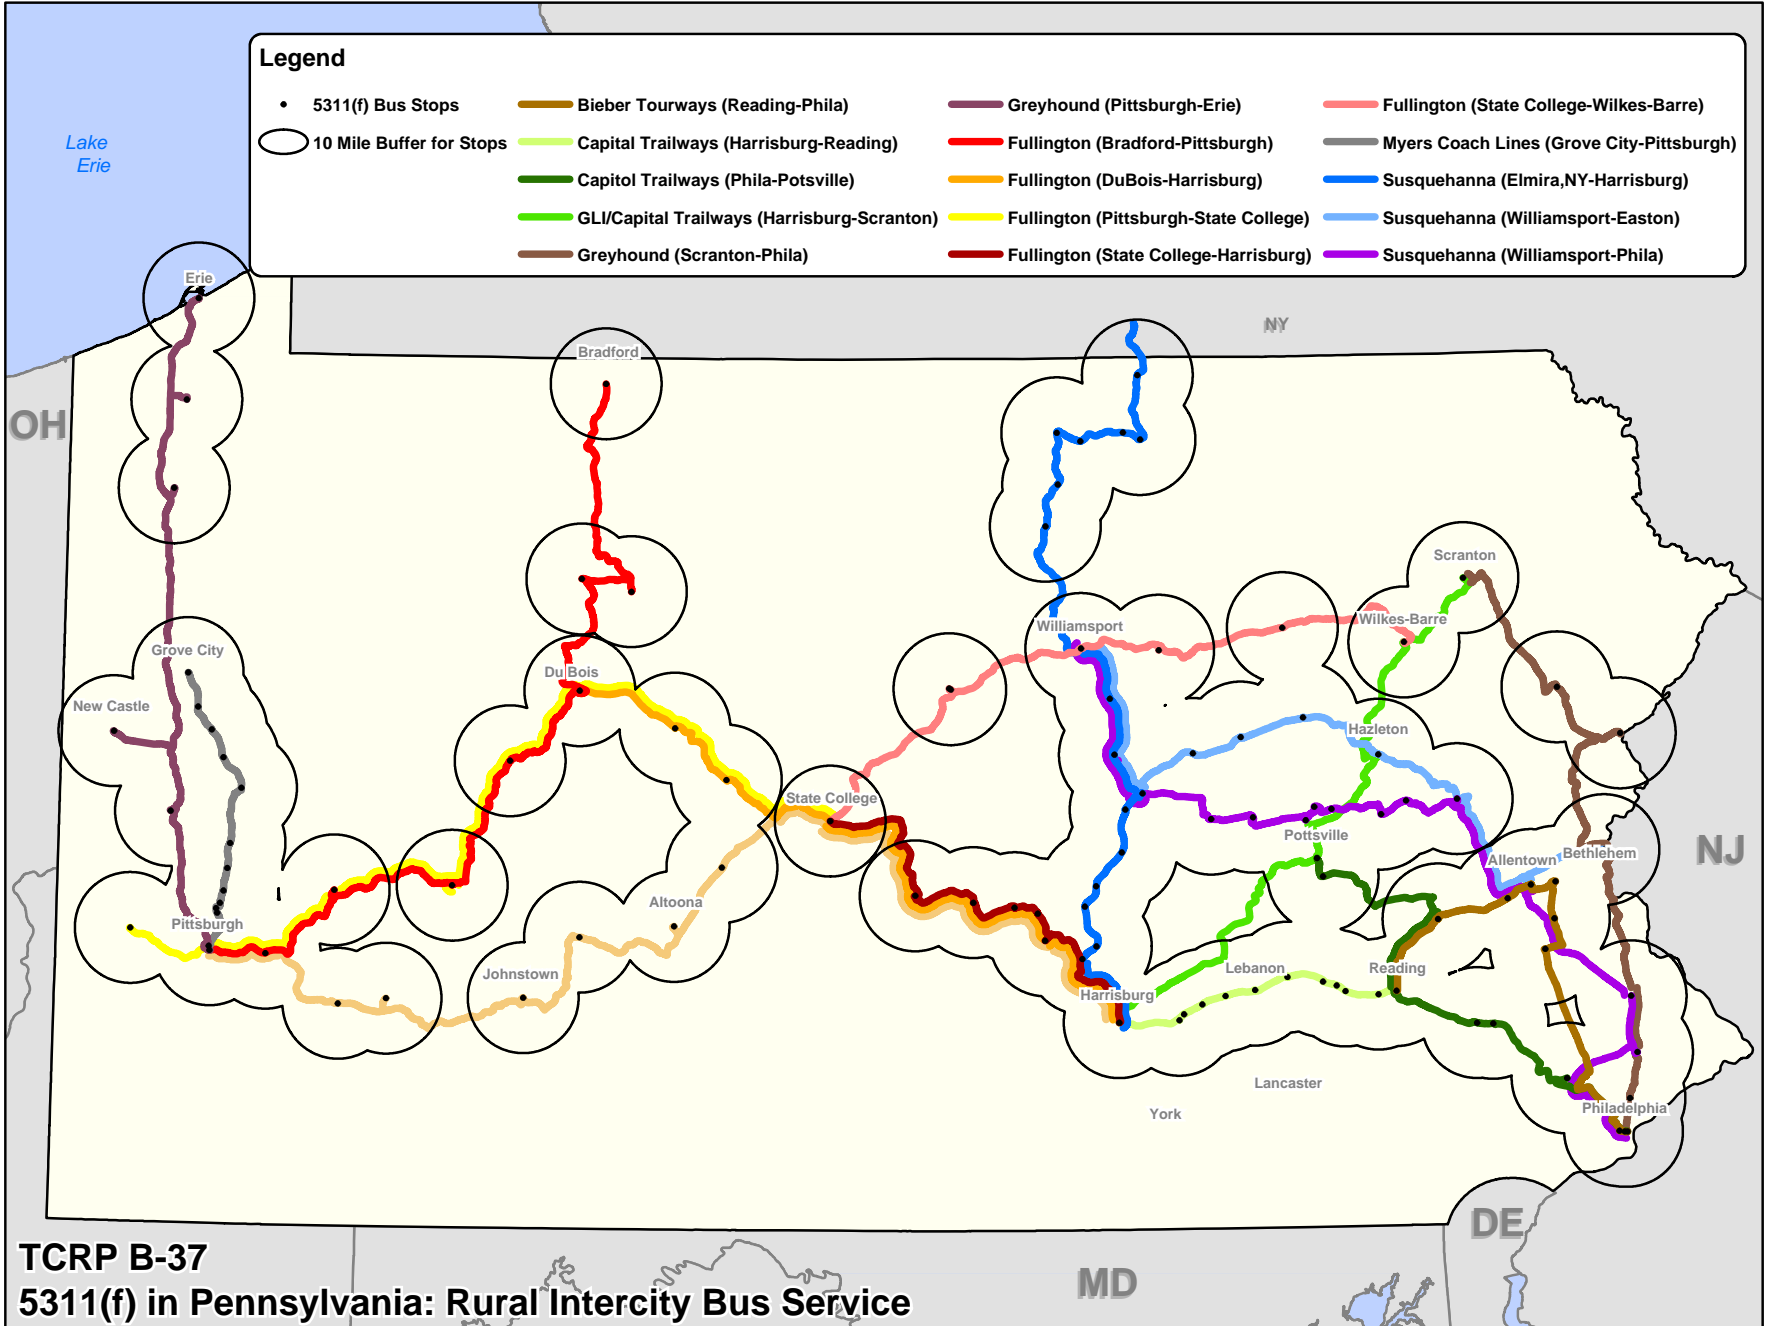 Legend
5311(f) Bus Stops
10 Mile Buffer for Stops
Bieber Tourways (Reading-Phila)
Capital Trailways (Harrisburg-Reading)
Capitol Trailways (Phila-Potsville)
GLI/Capital Trailways (Harrisburg-Scranton)
Greyhound (Scranton-Phila)
Greyhound (Pittsburgh-Erie)
Fullington (Bradford-Pittsburgh)
Fullington (DuBois-Harrisburg)
Fullington (Pittsburgh-State College)
Fullington (State College-Harrisburg)
Fullington (State College-Wilkes-Barre)
Myers Coach Lines (Grove City-Pittsburgh)
Susquehanna (Elmira,NY-Harrisburg)
Susquehanna (Williamsport-Easton)
Susquehanna (Williamsport-Phila)
Lake
Erie
Erie
NY
Bradford
OH
Scranton
Wilkes-Barre
Williamsport
Grove City
Du Bois
New Castle
Hazleton
State College
Pottsville
NJ
Allentown
Bethlehem
Altoona
Pittsburgh
Johnstown
Lebanon
Reading
Harrisburg
Lancaster
York
Philadelphia
DE
MD
TCRP B-37
5311(f) in Pennsylvania: Rural Intercity Bus Service